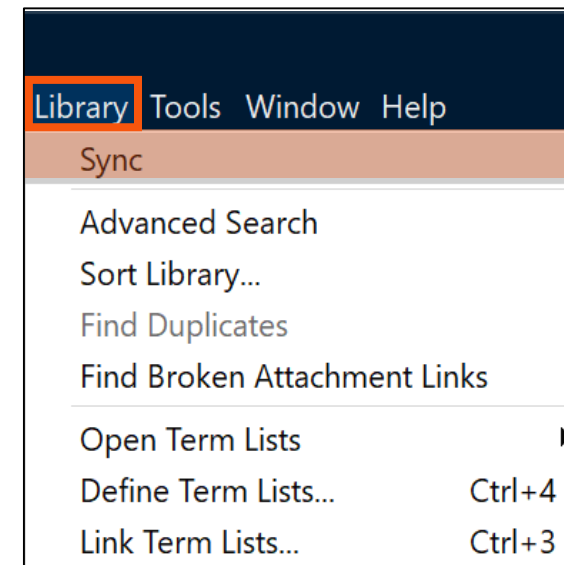 Library Tools Window Help
Sync
Advanced Search
Sort Library...
Find Duplicates
Find Broken Attachment Links
Open Term Lists
Define Term Lists... Ctrl+4
Link Term Lists... Ctrl+3